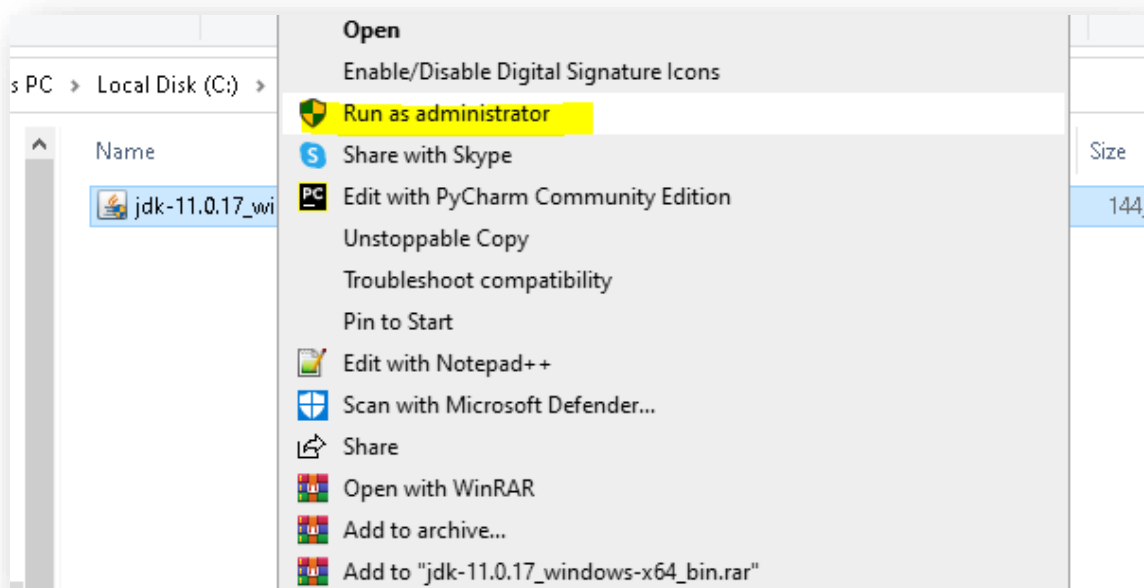 Open
Enable/Disable Digital Signature Icons
s PC > Local Disk (C:) >
Run as administrator
Name
Share with Skype
Size
jdk-11.0.17_wi
PC
Edit with PyCharm Community Edition
144,
Unstoppable Copy
Troubleshoot compatibility
Pin to Start
Edit with Notepad++
Scan with Microsoft Defender...
Share
Open with WinRAR
Add to archive...
Add to "jdk-11.0.17_windows-x64_bin.rar"